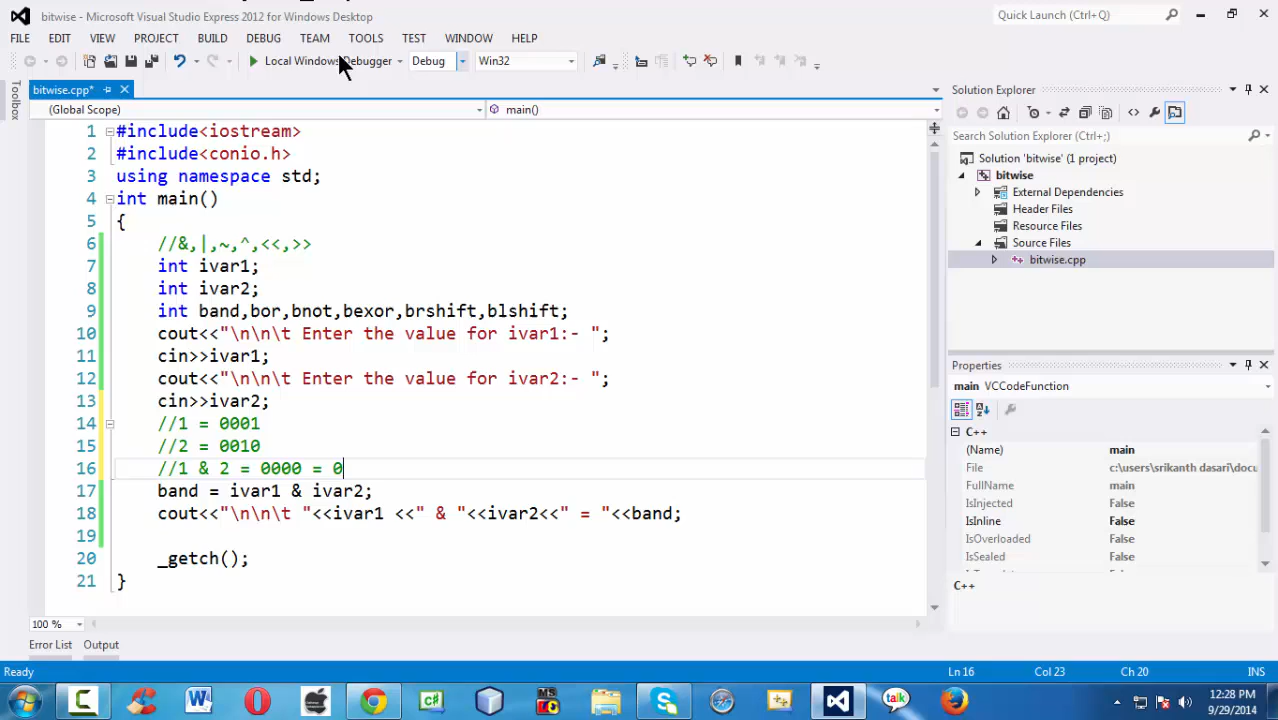 bitwise - Microsoft Visual Studio Express 2012 for Windows Desktop
Quick Launch (Ctrl+Q)
FILE EDIT VIEW PROJECT BUILD DEBUG TEAM TOOLS TEST WINDOW HELP
Local Windows Debugger Debug Win32
Toolbox
bitwise.cpp*
(Global Scope) main()
1 #include<iostream>
2 #include<conio.h>
3 using namespace std;
4 int main()
5 {
6 //&,|,~,^,<<,>>
7 int ivar1;
8 int ivar2;
9 int band,bor,bnot,bexor,brshift,blshift;
10 cout<<"\n\n\t Enter the value for ivar1:- ";
11 cin>>ivar1;
12 cout<<"\n\n\t Enter the value for ivar2:- ";
13 cin>>ivar2;
14 //1 = 0001
15 //2 = 0010
16 //1 & 2 = 0000 = 0
17 band = ivar1 & ivar2;
18 cout<<"\n\n\t "<<ivar1 <<" & "<<ivar2<<" = "<<band;
19
20 _getch();
21 }
100 %
Error List Output
Solution Explorer
Search Solution Explorer (Ctrl+;)
Solution 'bitwise' (1 project)
bitwise
External Dependencies
Header Files
Resource Files
Source Files
bitwise.cpp
Properties
main VCCodeFunction
C++
(Name) main
File c:\users\srikanth dasari\docu
FullName main
IsInjected False
IsInline False
IsOverloaded False
IsSealed False
C++
Ready Ln 16 Col 23 Ch 20 INS
W C# MS talk
12:28 PM
9/29/2014